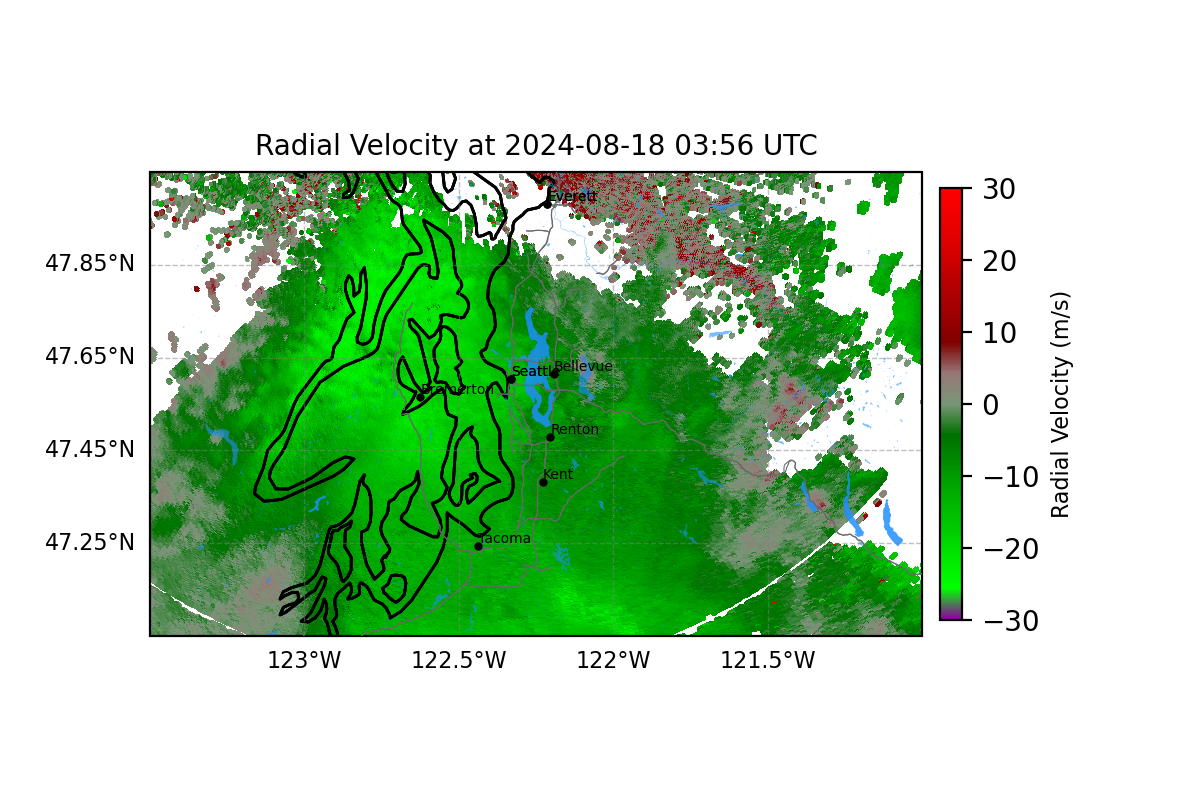 Radial Velocity at 2024-08-18 03:56 UTC
Everett
47.85°N
47.65°N
47.45°N
47.25°N
Seattle
Bellevue
Bremerton
Renton
Kent
Tacoma
123°W
122.5°W
122°W
121.5°W
30
20
10
0
−10
−20
−30
Radial Velocity (m/s)